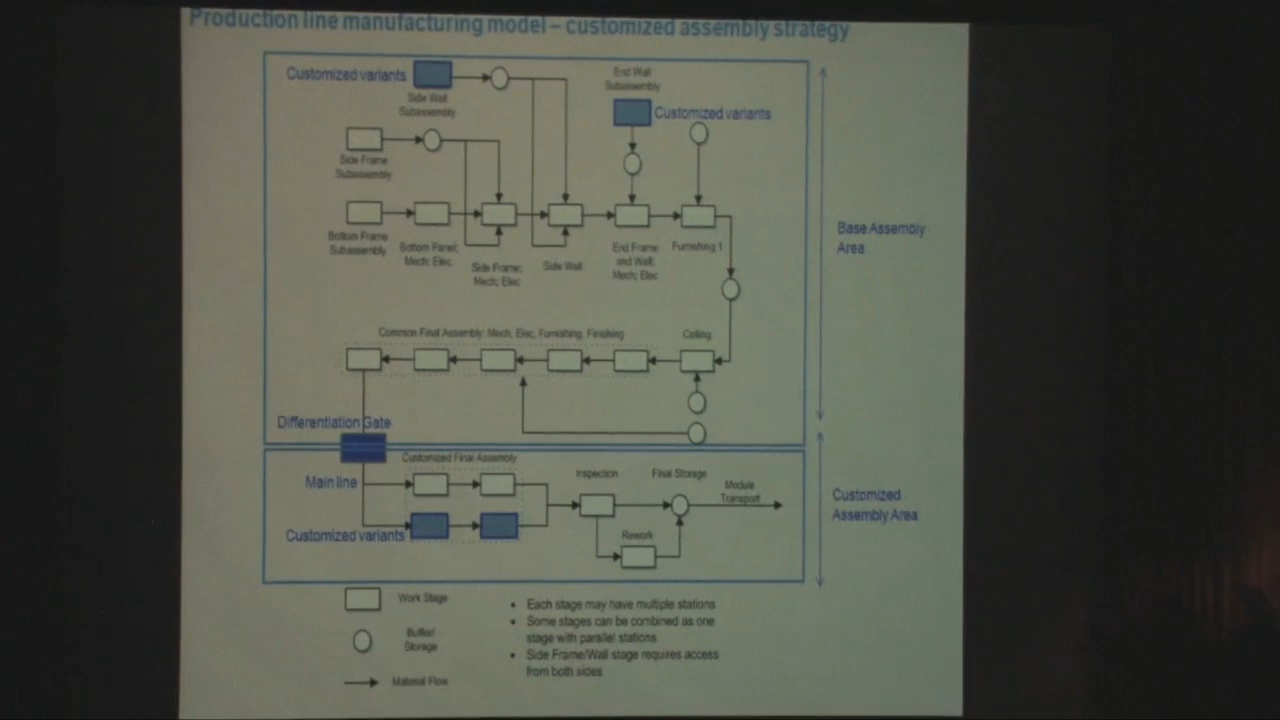 Production line manufacturing model – customized assembly strategy
Customized variants
Side Wall
Subassembly
End Wall
Subassembly
Customized variants
Side Frame
Subassembly
Bottom Frame
Subassembly
Bottom Panel;
Mech; Elec
Side Frame;
Mech; Elec
Side Wall
End Frame
and Wall;
Mech; Elec
Furnishing 1
Base Assembly
Area
Common Final Assembly: Mech, Elec, Furnishing, Finishing
Ceiling
Differentiation Gate
Customized Final Assembly
Main line
Customized variants
Inspection
Final Storage
Module
Transport
Rework
Customized
Assembly Area
Work Stage
Buffer/
Storage
Material Flow
• Each stage may have multiple stations
• Some stages can be combined as one
stage with parallel stations
• Side Frame/Wall stage requires access
from both sides